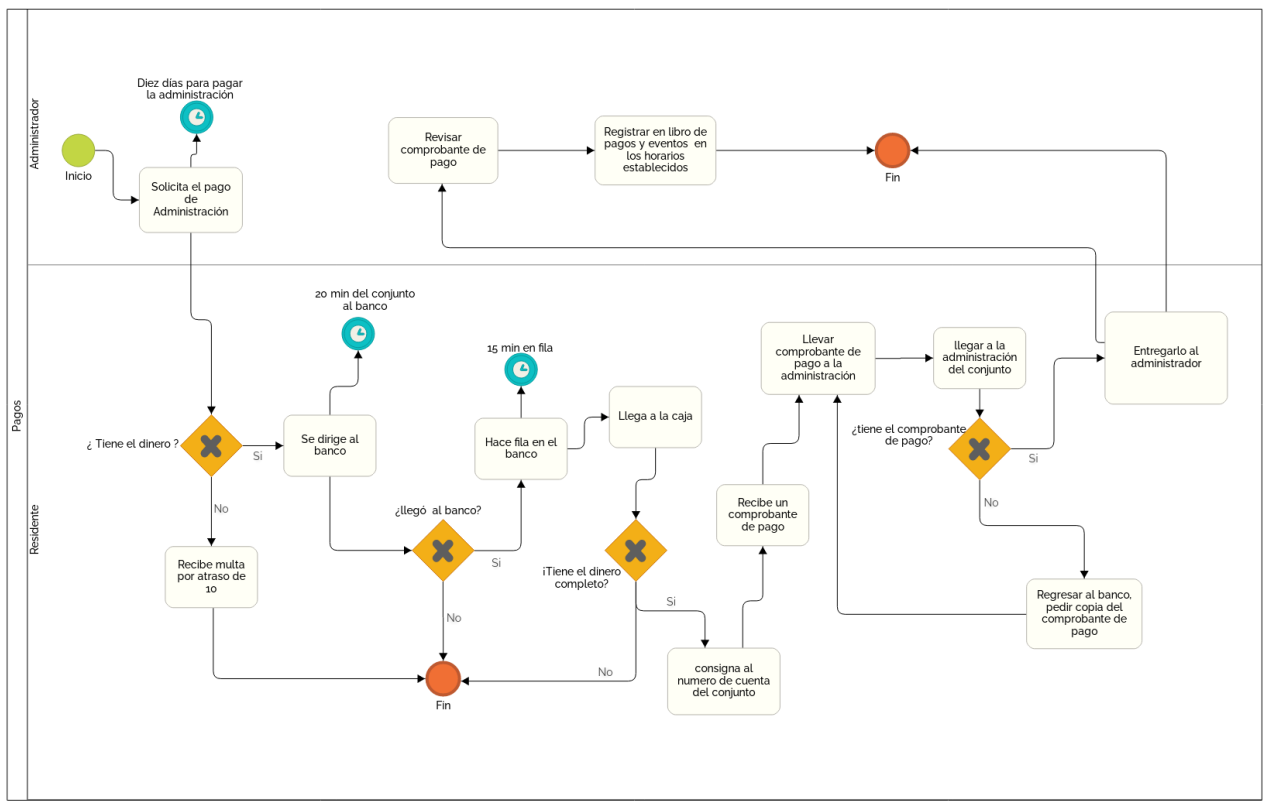 Pagos
Administrador
Inicio
Diez días para pagar
la administración
Solicita el pago
de
Administración
Revisar
comprobante de
pago
Registrar en libro de
pagos y eventos en
los horarios
establecidos
Fin
Residente
¿ Tiene el dinero ?
Si
No
Recibe multa
por atraso de
10
20 min del conjunto
al banco
Se dirige al
banco
¿llegó al banco?
Si
No
Fin
15 min en fila
Hace fila en el
banco
Llega a la caja
¡Tiene el dinero
completo?
Si
No
consigna al
numero de cuenta
del conjunto
Recibe un
comprobante
de pago
Llevar
comprobante de
pago a la
administración
llegar a la
administración
del conjunto
¿tiene el comprobante
de pago?
Si
No
Regresar al banco,
pedir copia del
comprobante de
pago
Entregarlo al
administrador